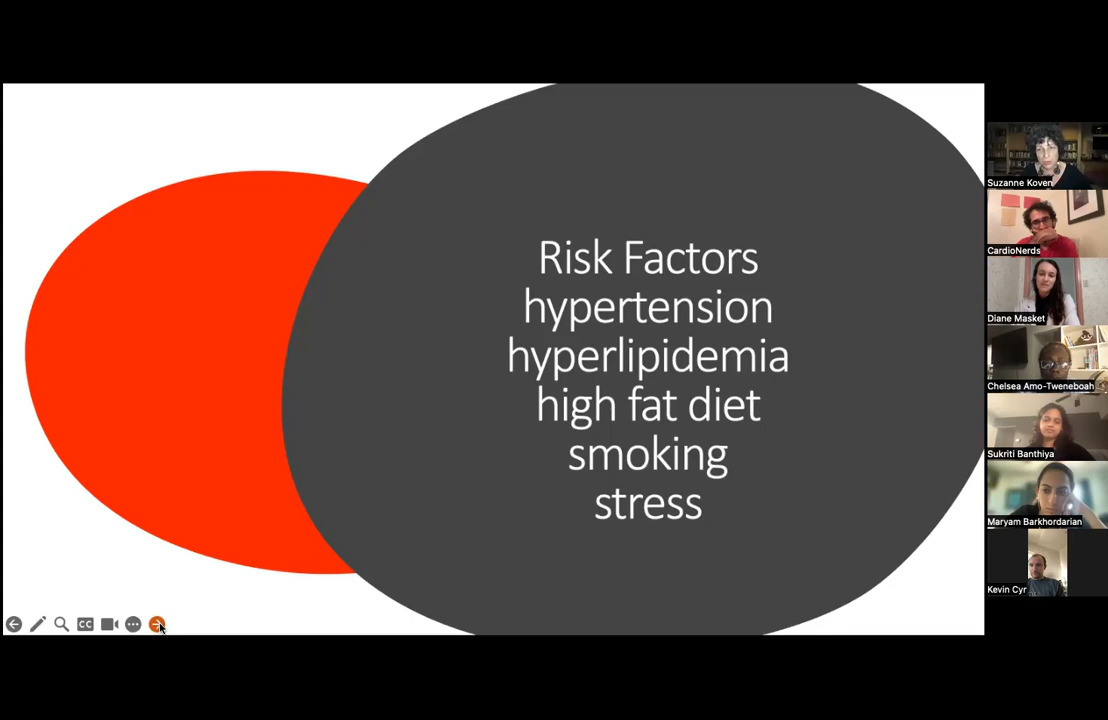 Risk Factors
hypertension
hyperlipidemia
high fat diet
smoking
stress
Suzanne Koven
CardioNerds
Diane Masket
Chelsea Amo-Tweneboah
Sukriti Banthiya
Maryam Barkhordarian
Kevin Cyr
CC